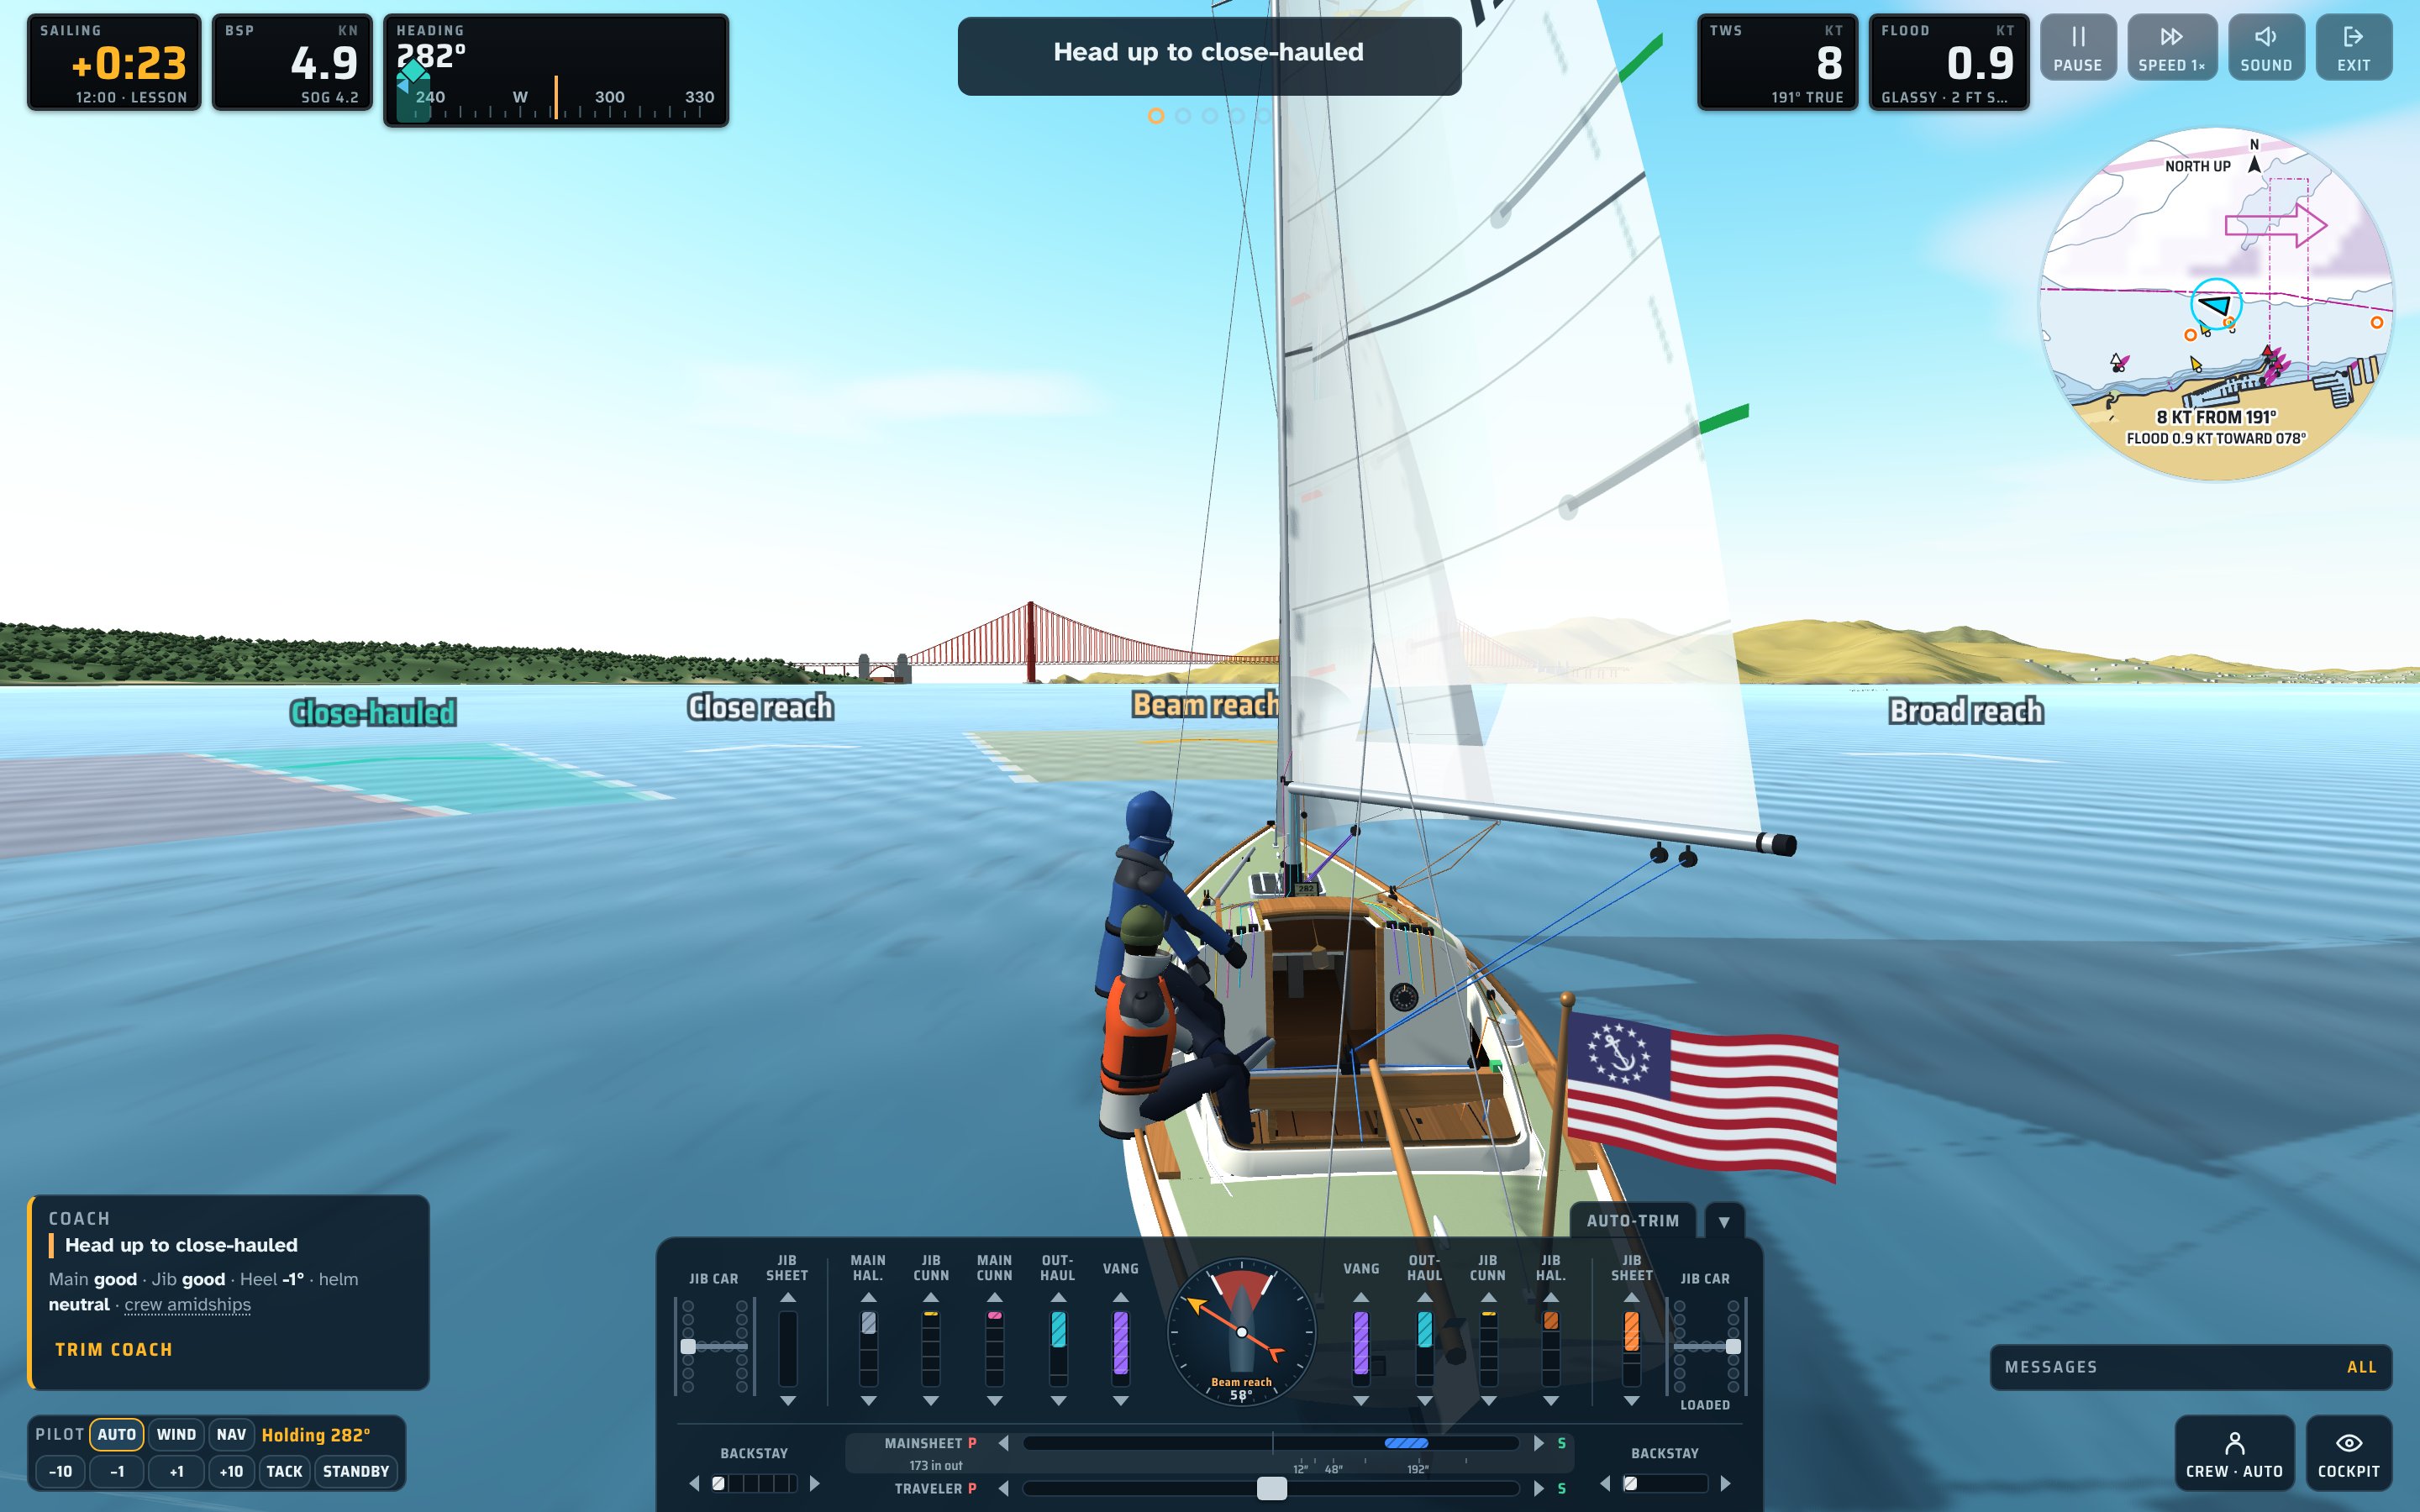 SAILING
+0:23
12:00 · LESSON
BSP KN
4.9
SOG 4.2
HEADING
282°
240 W 300 330
Head up to close-hauled
TWS KT
8
191° TRUE
FLOOD KT
0.9
GLASSY · 2 FT S...
PAUSE
SPEED 1×
SOUND
EXIT
N
NORTH UP
8 KT FROM 191°
FLOOD 0.9 KT TOWARD 078°
Close-hauled
Close reach
Beam reach
Broad reach
282
COACH
Head up to close-hauled
Main good · Jib good · Heel -1° · helm
neutral · crew amidships
TRIM COACH
PILOT AUTO WIND NAV Holding 282°
-10 -1 +1 +10 TACK STANDBY
AUTO-TRIM ▼
JIB CAR
JIB SHEET
MAIN HAL.
JIB CUNN
MAIN CUNN
OUT-HAUL
VANG
Beam reach
58°
VANG
OUT-HAUL
JIB CUNN
JIB HAL.
JIB SHEET
JIB CAR
LOADED
BACKSTAY
MAINSHEET P S
173 in out
12" 48" 192"
TRAVELER P S
BACKSTAY
MESSAGES ALL
CREW · AUTO
COCKPIT